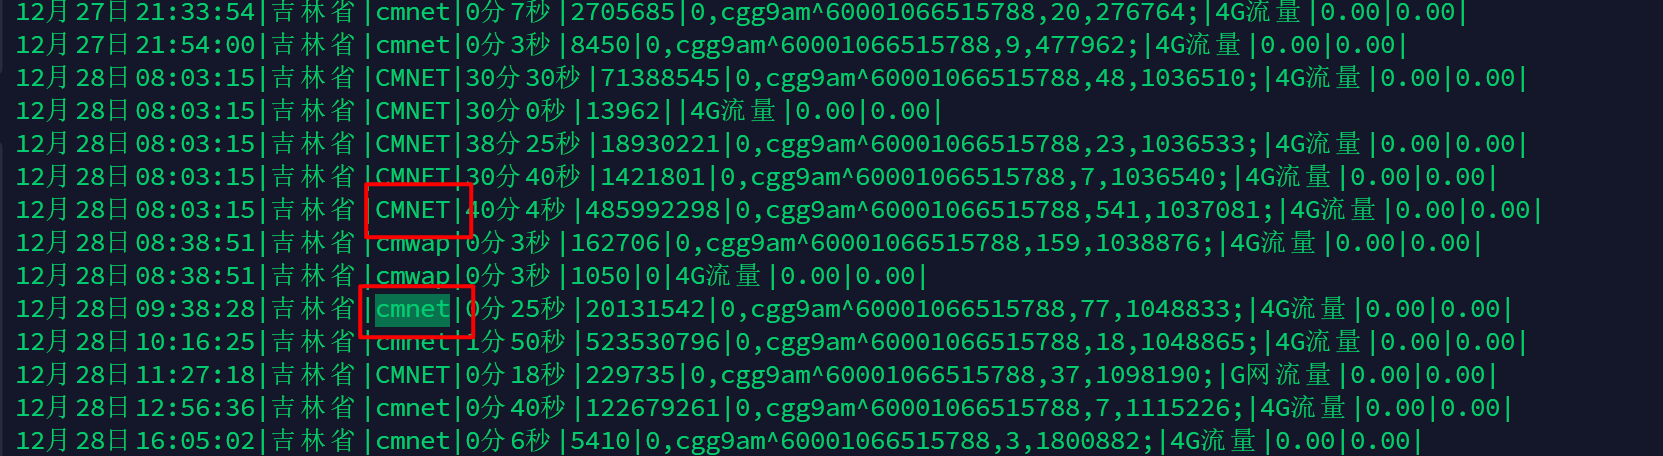 12月27日21:33:54|吉林省|cmnet|0分7秒|2705685|0,cgg9am^60001066515788,20,276764;|4G流量|0.00|0.00|
12月27日21:54:00|吉林省|cmnet|0分3秒|8450|0,cgg9am^60001066515788,9,477962;|4G流量|0.00|0.00|
12月28日08:03:15|吉林省|CMNET|30分30秒|71388545|0,cgg9am^60001066515788,48,1036510;|4G流量|0.00|0.00|
12月28日08:03:15|吉林省|CMNET|30分0秒|13962||4G流量|0.00|0.00|
12月28日08:03:15|吉林省|CMNET|38分25秒|18930221|0,cgg9am^60001066515788,23,1036533;|4G流量|0.00|0.00|
12月28日08:03:15|吉林省|CMNET|30分40秒|1421801|0,cgg9am^60001066515788,7,1036540;|4G流量|0.00|0.00|
12月28日08:03:15|吉林省|CMNET|40分4秒|485992298|0,cgg9am^60001066515788,541,1037081;|4G流量|0.00|0.00|
12月28日08:38:51|吉林省|cmwap|0分3秒|162706|0,cgg9am^60001066515788,159,1038876;|4G流量|0.00|0.00|
12月28日08:38:51|吉林省|cmwap|0分3秒|1050|0|4G流量|0.00|0.00|
12月28日09:38:28|吉林省|cmnet|0分25秒|20131542|0,cgg9am^60001066515788,77,1048833;|4G流量|0.00|0.00|
12月28日10:16:25|吉林省|cmnet|1分50秒|523530796|0,cgg9am^60001066515788,18,1048865;|4G流量|0.00|0.00|
12月28日11:27:18|吉林省|CMNET|0分18秒|229735|0,cgg9am^60001066515788,37,1098190;|G网流量|0.00|0.00|
12月28日12:56:36|吉林省|cmnet|0分40秒|122679261|0,cgg9am^60001066515788,7,1115226;|4G流量|0.00|0.00|
12月28日16:05:02|吉林省|cmnet|0分6秒|5410|0,cgg9am^60001066515788,3,1800882;|4G流量|0.00|0.00|